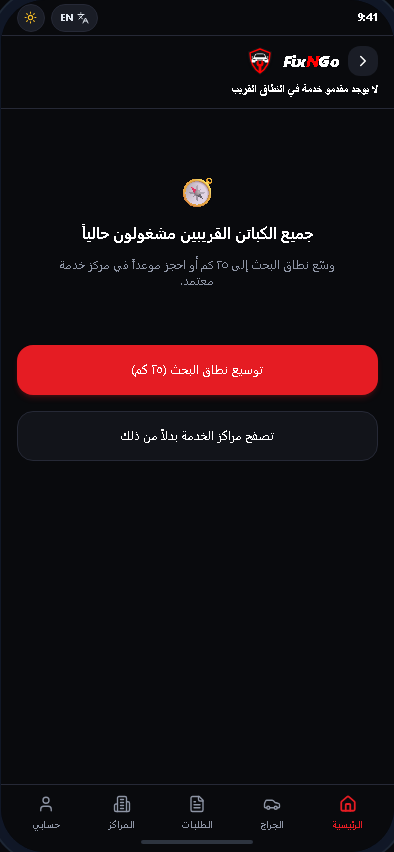 9:41
EN
FixNGo
لا يوجد مقدمو خدمة في النطاق القريب
جميع الكباتن القريبين مشغولون حالياً
وسّع نطاق البحث إلى ٢٥ كم أو احجز موعداً في مركز خدمة
معتمد.
توسيع نطاق البحث (٢٥ كم)
تصفح مراكز الخدمة بدلاً من ذلك
الرئيسية
الجراج
الطلبات
المراكز
حسابي